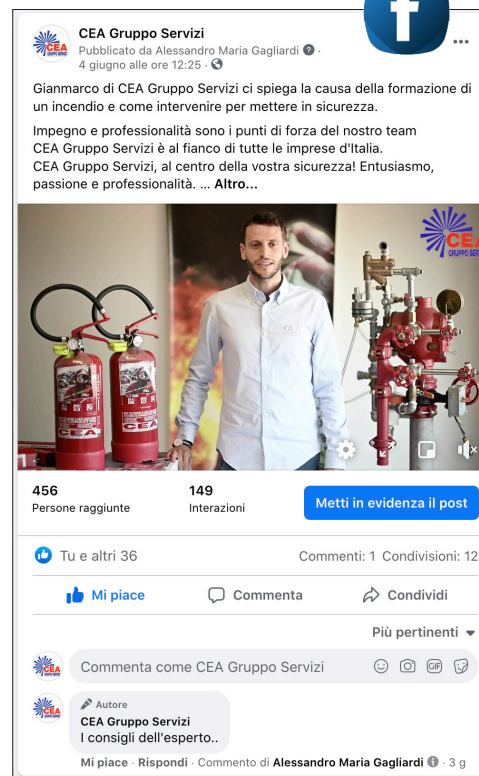 CEA Gruppo Servizi
Pubblicato da Alessandro Maria Gagliardi ·
4 giugno alle ore 12:25 ·
Gianmarco di CEA Gruppo Servizi ci spiega la causa della formazione di
un incendio e come intervenire per mettere in sicurezza.
Impegno e professionalità sono i punti di forza del nostro team
CEA Gruppo Servizi è al fianco di tutte le imprese d'Italia.
CEA Gruppo Servizi, al centro della vostra sicurezza! Entusiasmo,
passione e professionalità. ... Altro...
CEA
GRUPPO SER
CEA
CEA
456
Persone raggiunte
149
Interazioni
Metti in evidenza il post
Tu e altri 36
Commenti: 1 Condivisioni: 12
Mi piace
Commenta
Condividi
Più pertinenti
Commenta come CEA Gruppo Servizi
GIF
Autore
CEA Gruppo Servizi
I consigli dell'esperto..
Mi piace · Rispondi · Commento di Alessandro Maria Gagliardi · 3 g